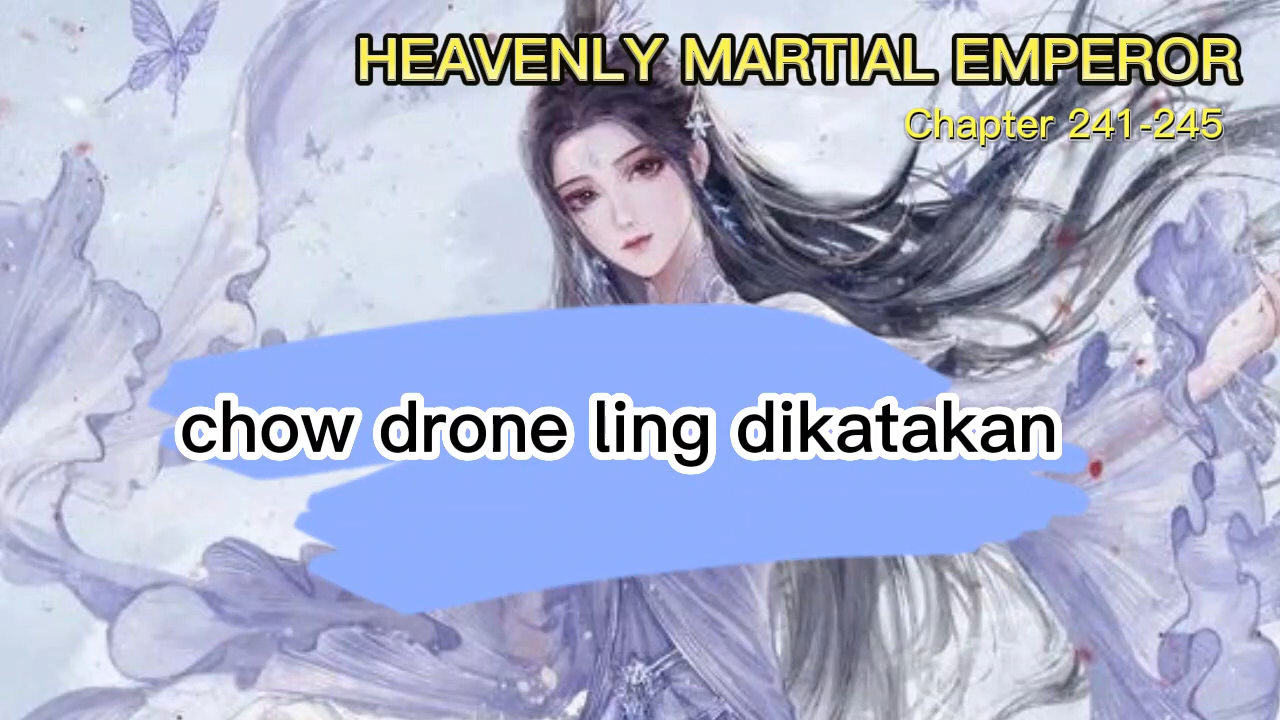 HEAVENLY MARTIAL EMPEROR
Chapter 241-245
chow drone ling dikatakan